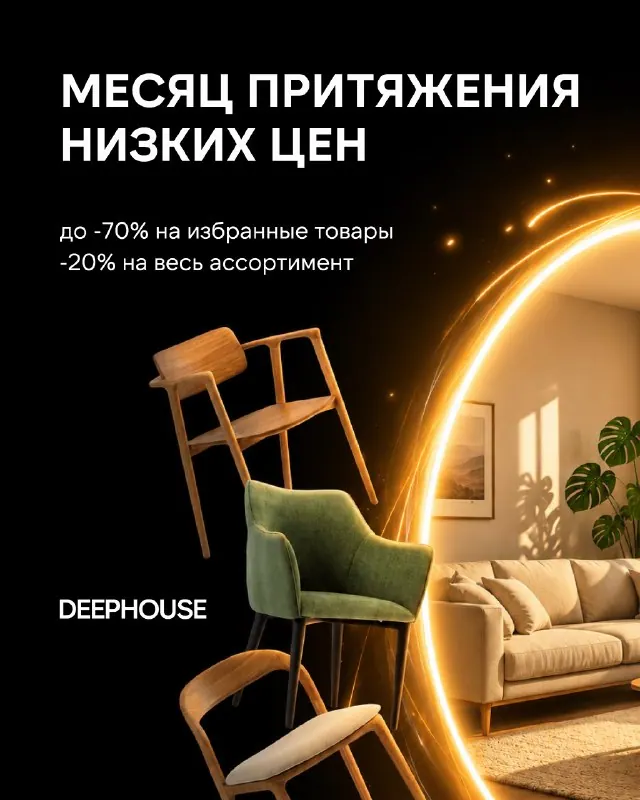 МЕСЯЦ ПРИТЯЖЕНИЯ
НИЗКИХ ЦЕН
до -70% на избранные товары
-20% на весь ассортимент
DEEPHOUSE